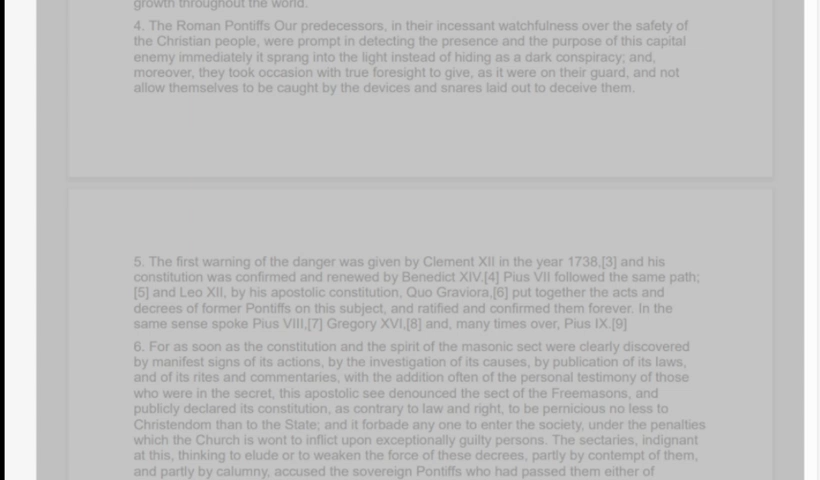 growth throughout the world.
4. The Roman Pontiffs Our predecessors, in their incessant watchfulness over the safety of
the Christian people, were prompt in detecting the presence and the purpose of this capital
enemy immediately it sprang into the light instead of hiding as a dark conspiracy; and,
moreover, they took occasion with true foresight to give, as it were on their guard, and not
allow themselves to be caught by the devices and snares laid out to deceive them.
5. The first warning of the danger was given by Clement XII in the year 1738,[3] and his
constitution was confirmed and renewed by Benedict XIV.[4] Pius VII followed the same path;
[5] and Leo XII, by his apostolic constitution, Quo Graviora,[6] put together the acts and
decrees of former Pontiffs on this subject, and ratified and confirmed them forever. In the
same sense spoke Pius VIII,[7] Gregory XVI,[8] and, many times over, Pius IX.[9]
6. For as soon as the constitution and the spirit of the masonic sect were clearly discovered
by manifest signs of its actions, by the investigation of its causes, by publication of its laws,
and of its rites and commentaries, with the addition often of the personal testimony of those
who were in the secret, this apostolic see denounced the sect of the Freemasons, and
publicly declared its constitution, as contrary to law and right, to be pernicious no less to
Christendom than to the State; and it forbade any one to enter the society, under the penalties
which the Church is wont to inflict upon exceptionally guilty persons. The sectaries, indignant
at this, thinking to elude or to weaken the force of these decrees, partly by contempt of them,
and partly by calumny, accused the sovereign Pontiffs who had passed them either of